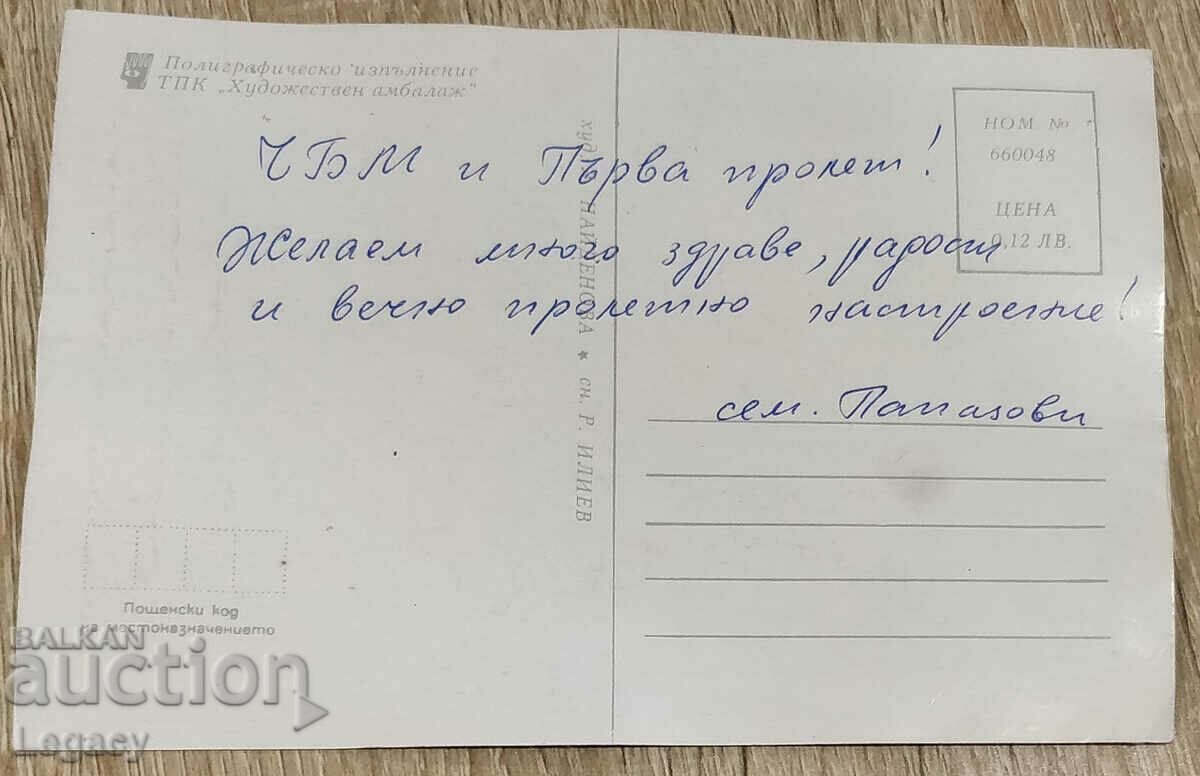 Полиграфическо изпълнение
ТПК „Художествен амбалаж"
НОМ №
660048
ЦЕНА
0,12 ЛВ.
ЧБМ и Първа пролет!
Желаем много здраве, радост
и вечно пролетно настроение!
сем. Папазови
худ. НАЙДЕНОВА ★ сн. Р. ИЛИЕВ
Пощенски код
на местоназначението
BALKAN
auction
Legacy